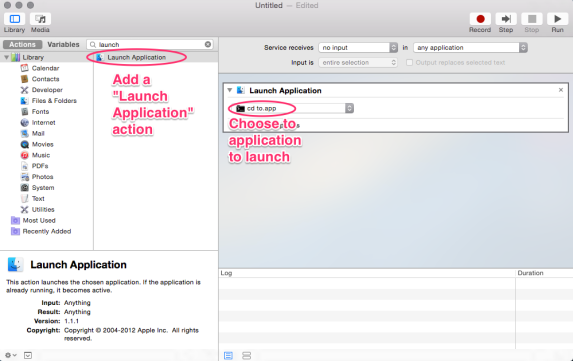 Untitled — Edited
Library Media
Record Step Stop Run
Actions Variables
launch
Library
Calendar
Contacts
Developer
Files & Folders
Fonts
Internet
Mail
Movies
Music
PDFs
Photos
System
Text
Utilities
Most Used
Recently Added
Launch Application
Add a
"Launch
Application"
action
Service receives no input in any application
Input is entire selection Output replaces selected text
Launch Application
cd to.app
Choose to
application
to launch
Launch Application
This action launches the chosen application. If the application is
already running, it becomes active.
Input: Anything
Result: Anything
Version: 1.1.1
Copyright: Copyright © 2004-2012 Apple Inc. All rights
reserved.
Log Duration